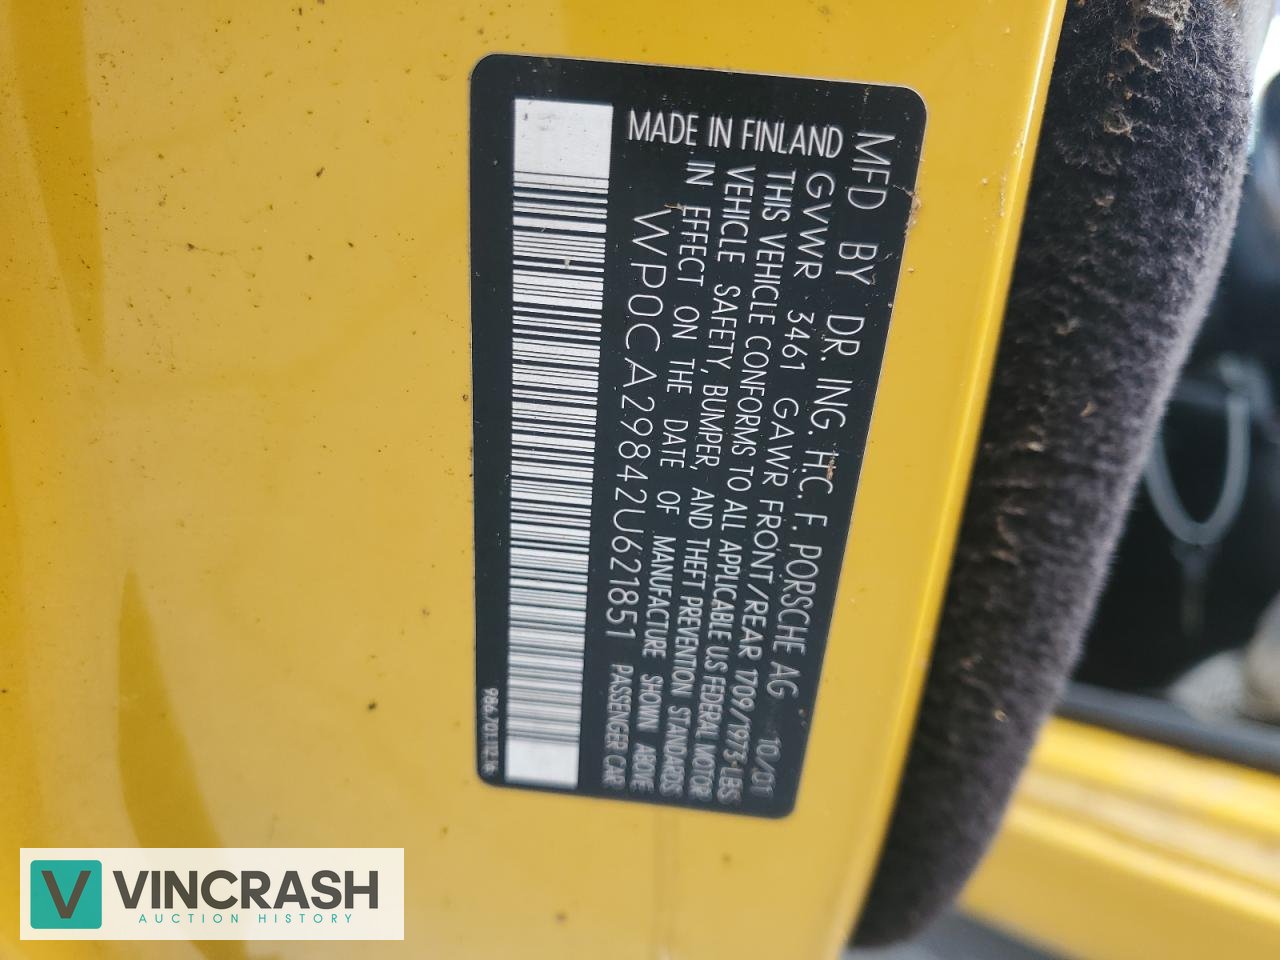 MFD BY DR. ING. H.C. F. PORSCHE AG 10/01
GVWR 3461 GAWR FRONT/REAR 1709/1973 LBS
THIS VEHICLE CONFORMS TO ALL APPLICABLE U.S FEDERAL MOTOR
VEHICLE SAFETY, BUMPER, AND THEFT PREVENTION STANDARDS
IN EFFECT ON THE DATE OF MANUFACTURE SHOWN ABOVE
MADE IN FINLAND
WP0CA29842U621851 PASSENGER CAR
V VINCRASH
AUCTION HISTORY